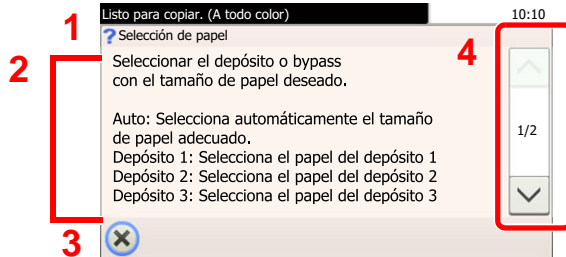 Listo para copiar. (A todo color)
10:10
1
? Selección de papel
4
2
Seleccionar el depósito o bypass
con el tamaño de papel deseado.
Auto: Selecciona automáticamente el tamaño
de papel adecuado.
1/2
Depósito 1: Selecciona el papel del depósito 1
Depósito 2: Selecciona el papel del depósito 2
Depósito 3: Selecciona el papel del depósito 3
3